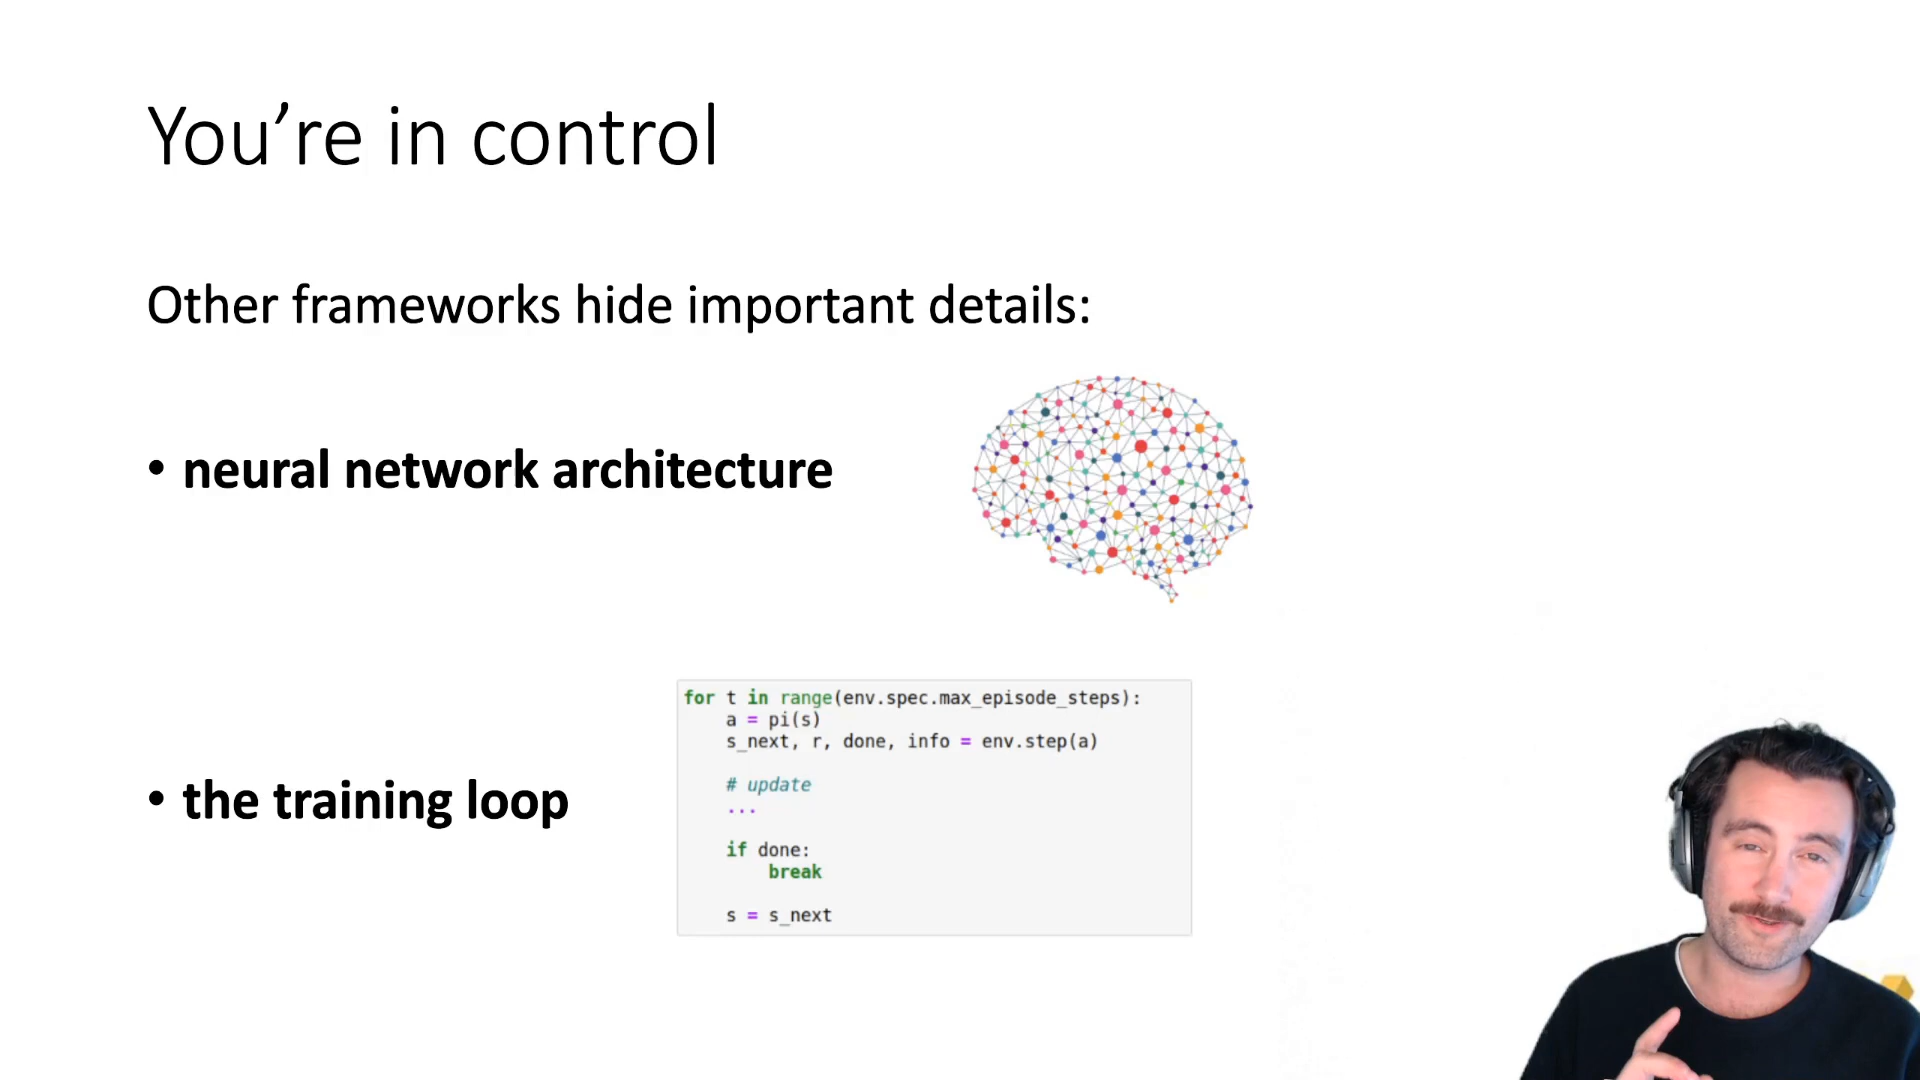 You’re in control
Other frameworks hide important details:
• neural network architecture
• the training loop
for t in range(env.spec.max_episode_steps):
    a = pi(s)
    s_next, r, done, info = env.step(a)
    # update
    ...
    if done:
        break
    s = s_next